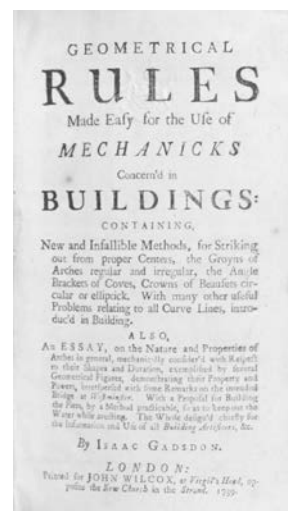 GEOMETRICAL
RULES
Made Eaſy for the Uſe of
MECHANICKS
Concern'd in
BUILDINGS:
CONTAINING,
New and Infallible Methods, for Striking
out from proper Centers, the Groyns of
Arches regular and irregular, the Angle
Brackets of Coves, Crowns of Beaufets cir-
cular or elliptick. With many other uſeful
Problems relating to all Curve Lines, intro-
duc'd in Building.
ALSO,
An ESSAY, on the Nature and Properties of
Arches in general, mechanically conſider'd with Reſpect
to their Shapes and Duration, exemplified by ſeveral
Geometrical Figures, demonſtrating their Property and
Powers, interſperſed with ſome Remarks on the intended
Bridge at Weſtminſter. With a Propoſal for Building
the Piers, by a Method practicable, ſo as to keep out the
Water while erecting. The Whole deſign'd chiefly for
the Information and Uſe of all Building Artificers, &c.
By ISAAC GADSDON.
LONDON:
Printed for JOHN WILCOX, at Virgil's Head, op-
poſite the New Church in the Strand. 1739.